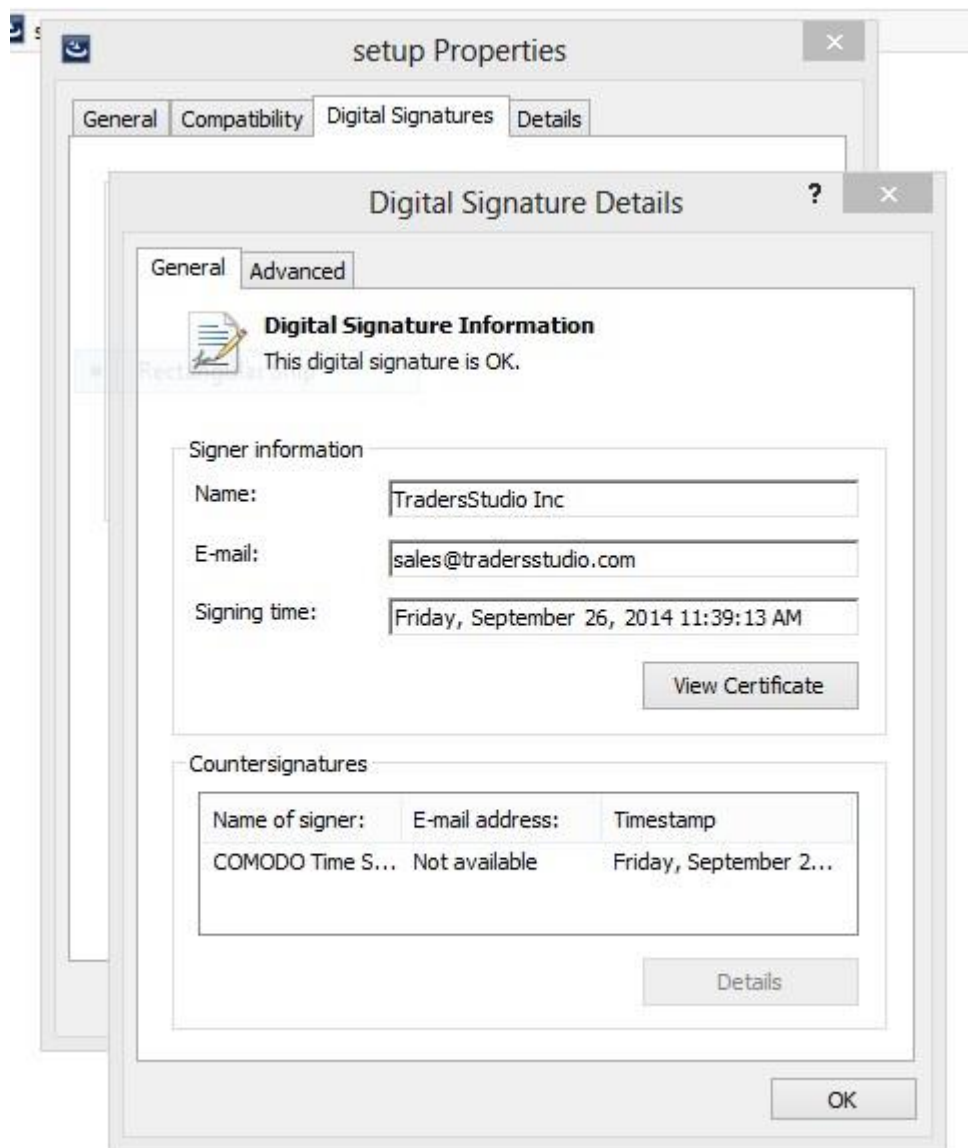 s
setup Properties
General Compatibility Digital Signatures Details
Digital Signature Details ?
General Advanced
Digital Signature Information
This digital signature is OK.
Rectangular Snip
Signer information
Name: TradersStudio Inc
E-mail: sales@tradersstudio.com
Signing time: Friday, September 26, 2014 11:39:13 AM
View Certificate
Countersignatures
Name of signer: E-mail address: Timestamp
COMODO Time S... Not available Friday, September 2...
Details
OK